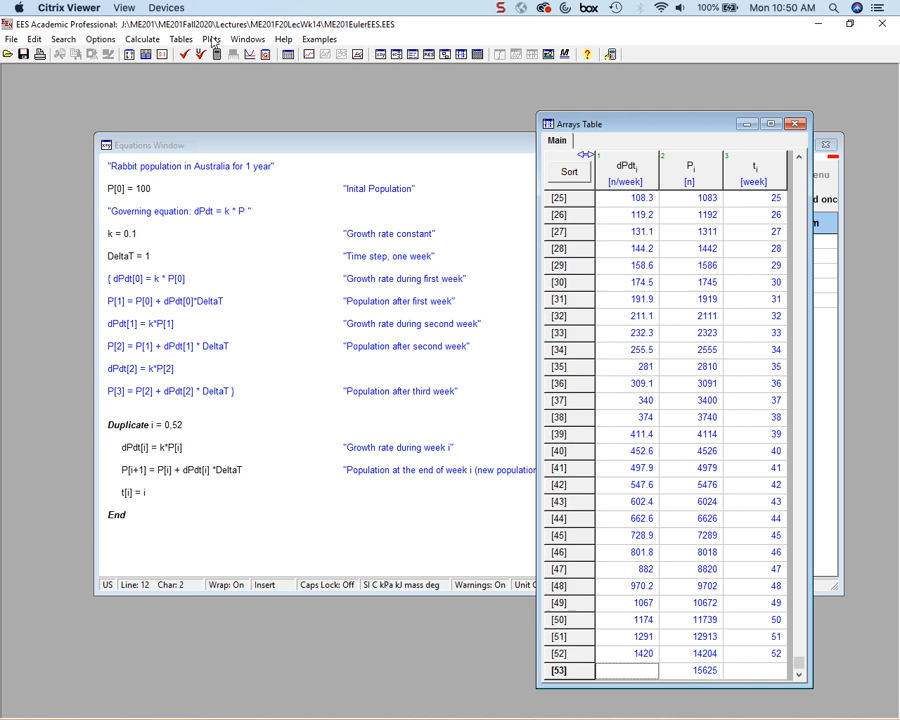 Citrix Viewer View Devices
100% Mon 10:50 AM
EES Academic Professional: J:\ME201\ME201Fall2020\Lectures\ME201F20LecWk14\ME201EulerEES.EES
File Edit Search Options Calculate Tables Plots Windows Help Examples
Equations Window
"Rabbit population in Australia for 1 year"
P[0] = 100 "Inital Population"
"Governing equation: dPdt = k * P "
k = 0.1 "Growth rate constant"
DeltaT = 1 "Time step, one week"
{ dPdt[0] = k * P[0] "Growth rate during first week"
P[1] = P[0] + dPdt[0]*DeltaT "Population after first week"
dPdt[1] = k*P[1] "Growth rate during second week"
P[2] = P[1] + dPdt[1] * DeltaT "Population after second week"
dPdt[2] = k*P[2]
P[3] = P[2] + dPdt[2] * DeltaT } "Population after third week"
Duplicate i = 0,52
dPdt[i] = k*P[i] "Growth rate during week i"
P[i+1] = P[i] + dPdt[i] *DeltaT "Population at the end of week i (new population
t[i] = i
End
US Line: 12 Char: 2 Wrap: On Insert Caps Lock: Off SI C kPa kJ mass deg Warnings: On Unit
Arrays Table
Main
1 2 3
Sort dPdti Pi ti
[n/week] [n] [week]
[25] 108.3 1083 25
[26] 119.2 1192 26
[27] 131.1 1311 27
[28] 144.2 1442 28
[29] 158.6 1586 29
[30] 174.5 1745 30
[31] 191.9 1919 31
[32] 211.1 2111 32
[33] 232.3 2323 33
[34] 255.5 2555 34
[35] 281 2810 35
[36] 309.1 3091 36
[37] 340 3400 37
[38] 374 3740 38
[39] 411.4 4114 39
[40] 452.6 4526 40
[41] 497.9 4979 41
[42] 547.6 5476 42
[43] 602.4 6024 43
[44] 662.6 6626 44
[45] 728.9 7289 45
[46] 801.8 8018 46
[47] 882 8820 47
[48] 970.2 9702 48
[49] 1067 10672 49
[50] 1174 11739 50
[51] 1291 12913 51
[52] 1420 14204 52
[53] 15625
enu
d once
m